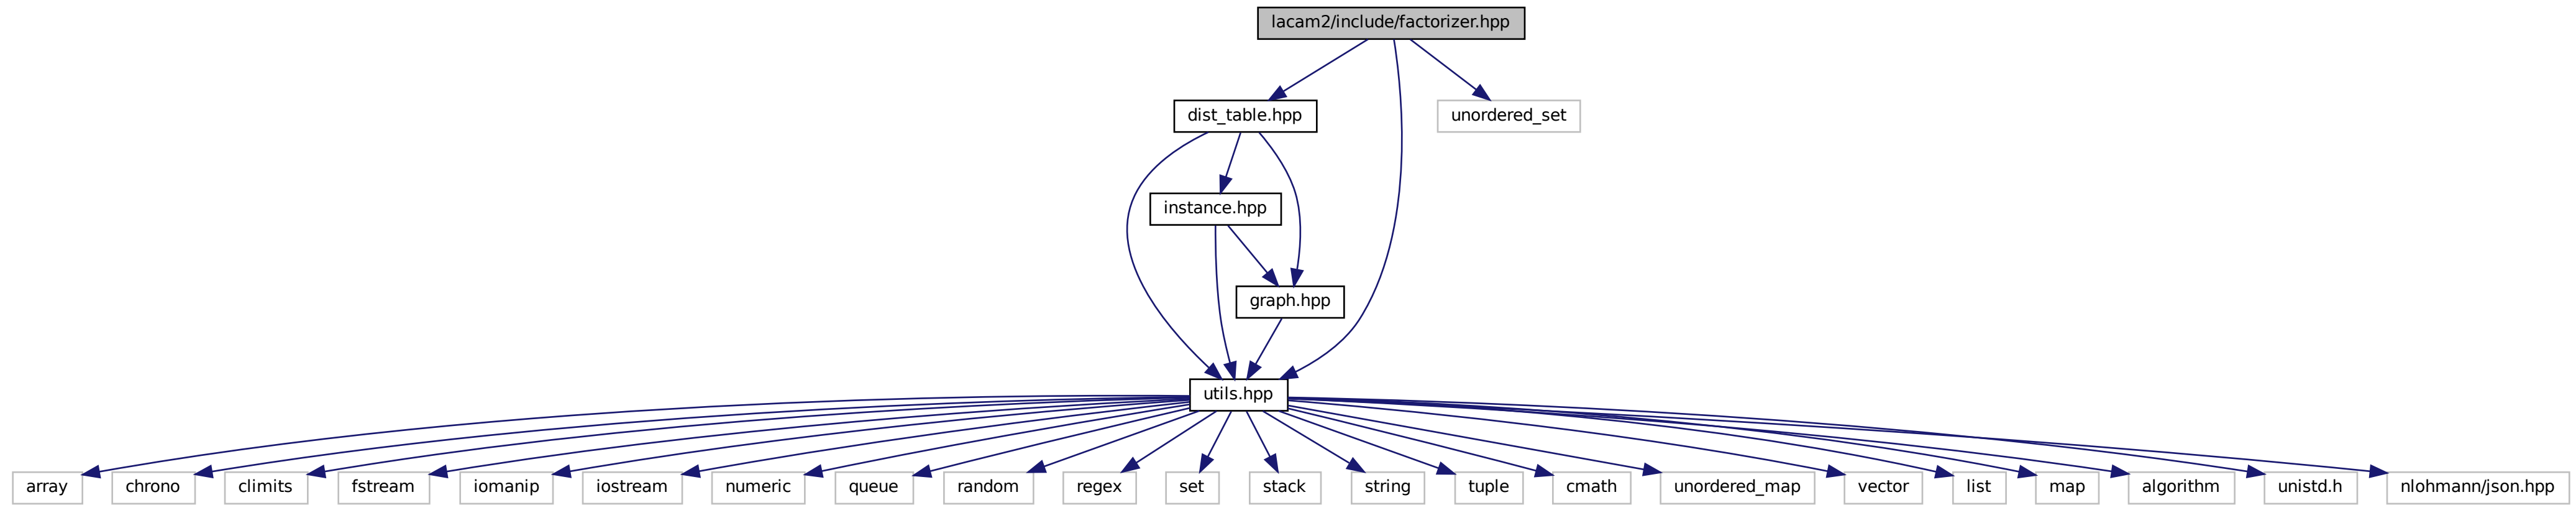 lacam2/include/factorizer.hpp
dist_table.hpp
unordered_set
instance.hpp
graph.hpp
utils.hpp
array
chrono
climits
fstream
iomanip
iostream
numeric
queue
random
regex
set
stack
string
tuple
cmath
unordered_map
vector
list
map
algorithm
unistd.h
nlohmann/json.hpp